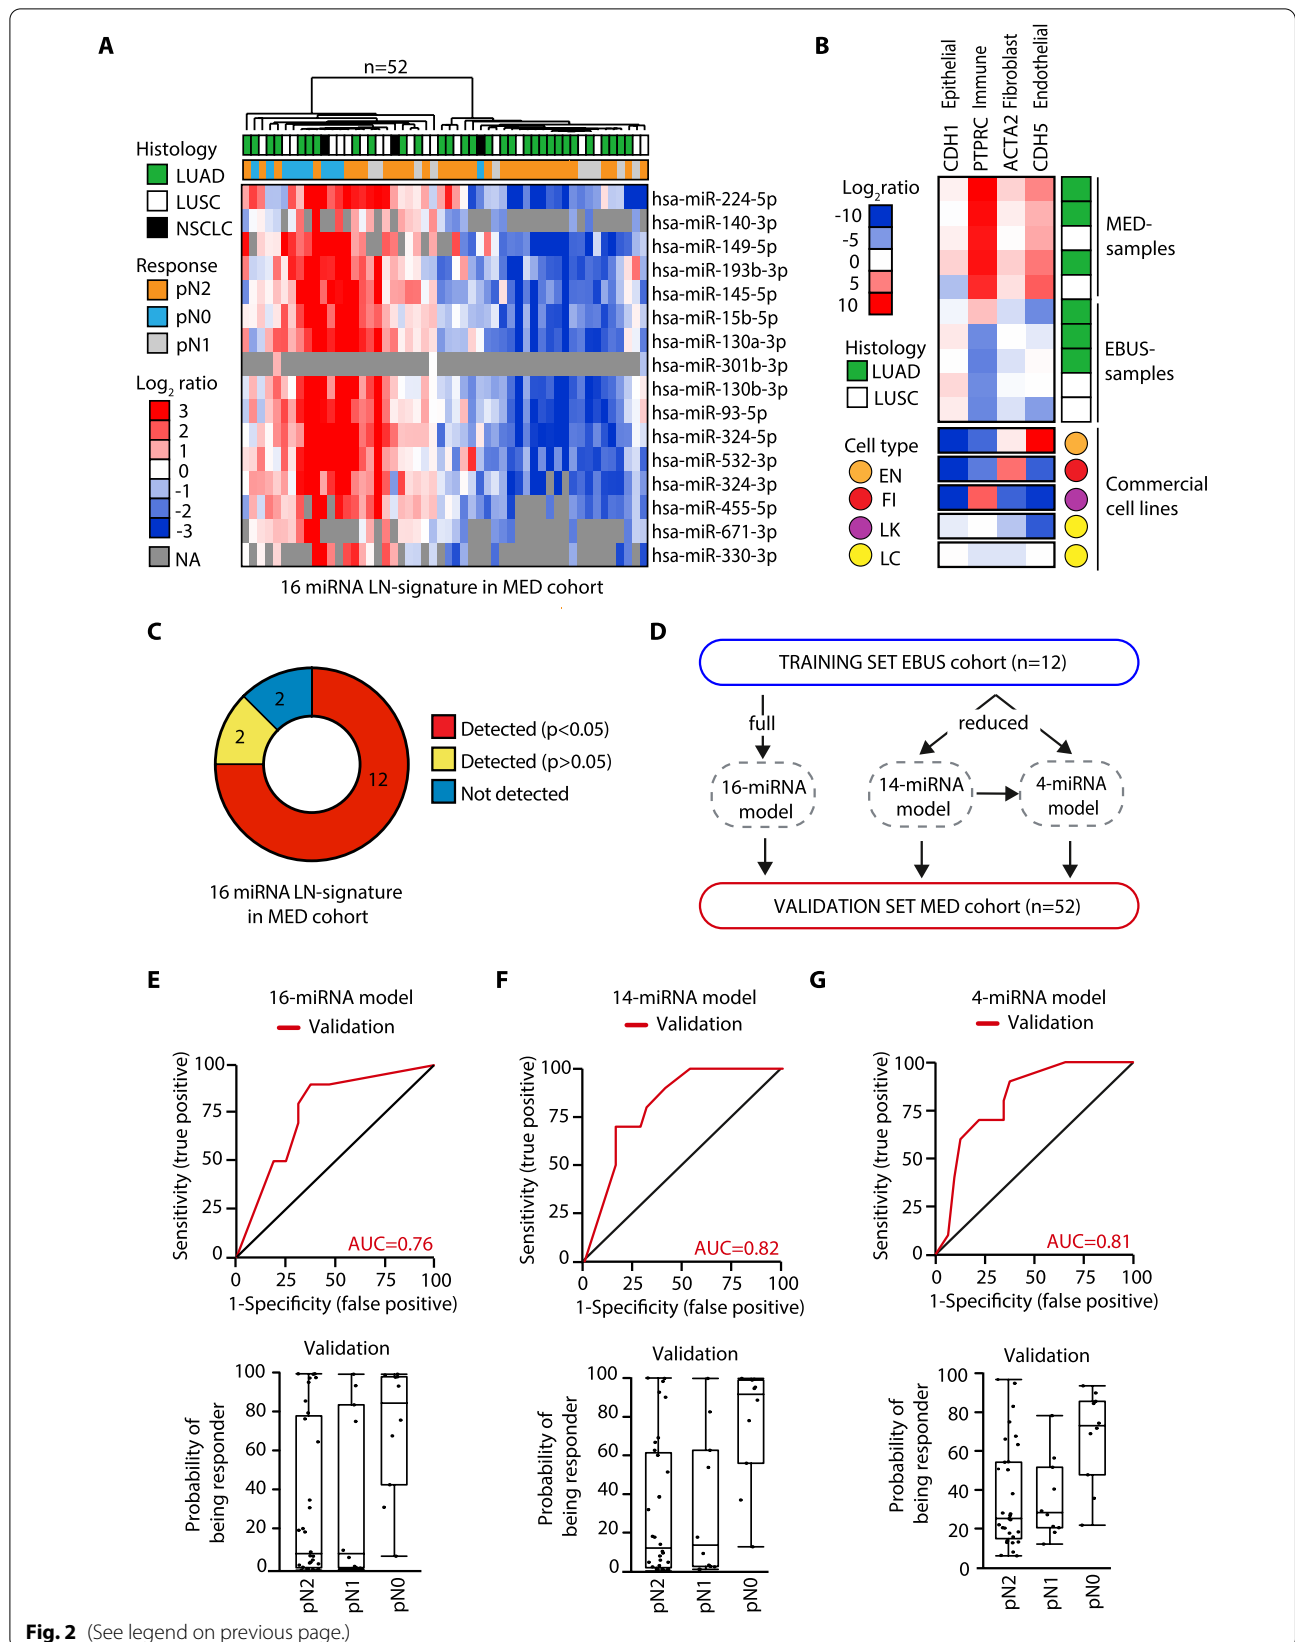 A
n=52
Histology
LUAD
LUSC
NSCLC
Response
pN2
pN0
pN1
Log2 ratio
3
2
1
0
-1
-2
-3
NA
hsa-miR-224-5p
hsa-miR-140-3p
hsa-miR-149-5p
hsa-miR-193b-3p
hsa-miR-145-5p
hsa-miR-15b-5p
hsa-miR-130a-3p
hsa-miR-301b-3p
hsa-miR-130b-3p
hsa-miR-93-5p
hsa-miR-324-5p
hsa-miR-532-3p
hsa-miR-324-3p
hsa-miR-455-5p
hsa-miR-671-3p
hsa-miR-330-3p
16 miRNA LN-signature in MED cohort
B
CDH1 Epithelial
PTPRC Immune
ACTA2 Fibroblast
CDH5 Endothelial
Log2ratio
-10
-5
0
5
10
Histology
LUAD
LUSC
Cell type
EN
FI
LK
LC
MED-
samples
EBUS-
samples
Commercial
cell lines
C
2
2
12
Detected (p<0.05)
Detected (p>0.05)
Not detected
16 miRNA LN-signature
in MED cohort
D
TRAINING SET EBUS cohort (n=12)
full
reduced
16-miRNA
model
14-miRNA
model
4-miRNA
model
VALIDATION SET MED cohort (n=52)
E
16-miRNA model
Validation
Sensitivity (true positive)
100
75
50
25
0
AUC=0.76
0 25 50 75 100
1-Specificity (false positive)
Validation
Probability of
being responder
100
80
60
40
20
0
pN2
pN1
pN0
F
14-miRNA model
Validation
Sensitivity (true positive)
100
75
50
25
0
AUC=0.82
0 25 50 75 100
1-Specificity (false positive)
Validation
Probability of
being responder
100
80
60
40
20
0
pN2
pN1
pN0
G
4-miRNA model
Validation
Sensitivity (true positive)
100
75
50
25
0
AUC=0.81
0 25 50 75 100
1-Specificity (false positive)
Validation
Probability of
being responder
100
80
60
40
20
0
pN2
pN1
pN0
Fig. 2 (See legend on previous page.)